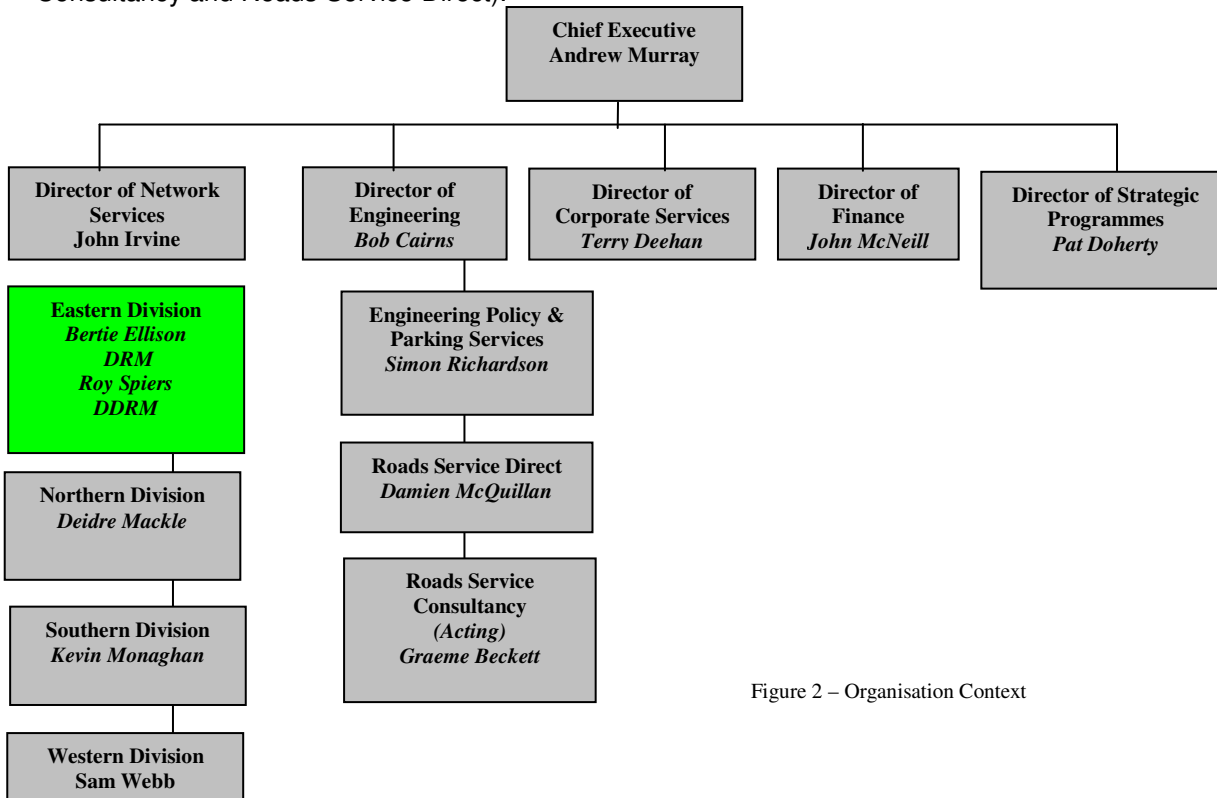 Consultancy and Roads Service Direct).
Chief Executive
Andrew Murray
Director of Network
Services
John Irvine
Director of
Engineering
Bob Cairns
Director of
Corporate Services
Terry Deehan
Director of
Finance
John McNeill
Director of Strategic
Programmes
Pat Doherty
Eastern Division
Bertie Ellison
DRM
Roy Spiers
DDRM
Engineering Policy &
Parking Services
Simon Richardson
Roads Service Direct
Damien McQuillan
Northern Division
Deidre Mackle
Roads Service
Consultancy
(Acting)
Graeme Beckett
Southern Division
Kevin Monaghan
Figure 2 – Organisation Context
Western Division
Sam Webb